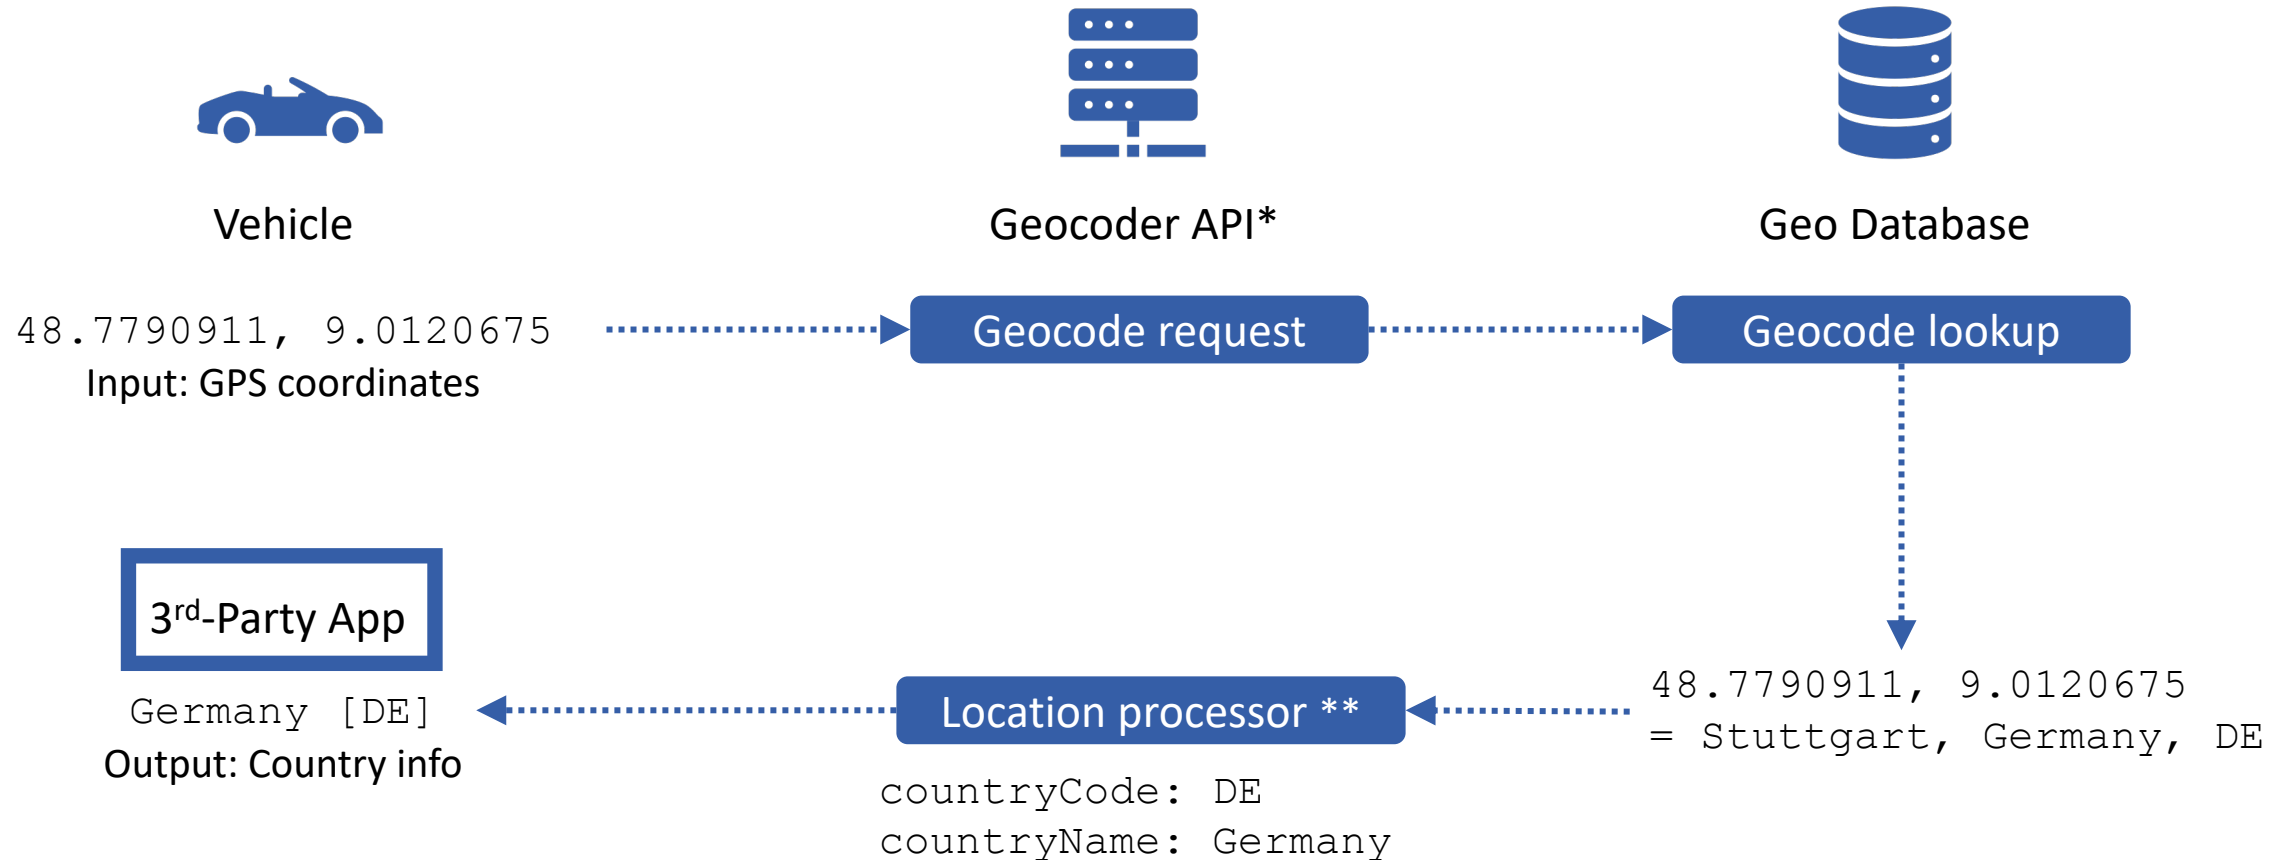 Vehicle
Geocoder API*
Geo Database
48.7790911, 9.0120675
Input: GPS coordinates
Geocode request
Geocode lookup
3rd-Party App
Germany [DE]
Output: Country info
Location processor **
countryCode: DE
countryName: Germany
48.7790911, 9.0120675
= Stuttgart, Germany, DE